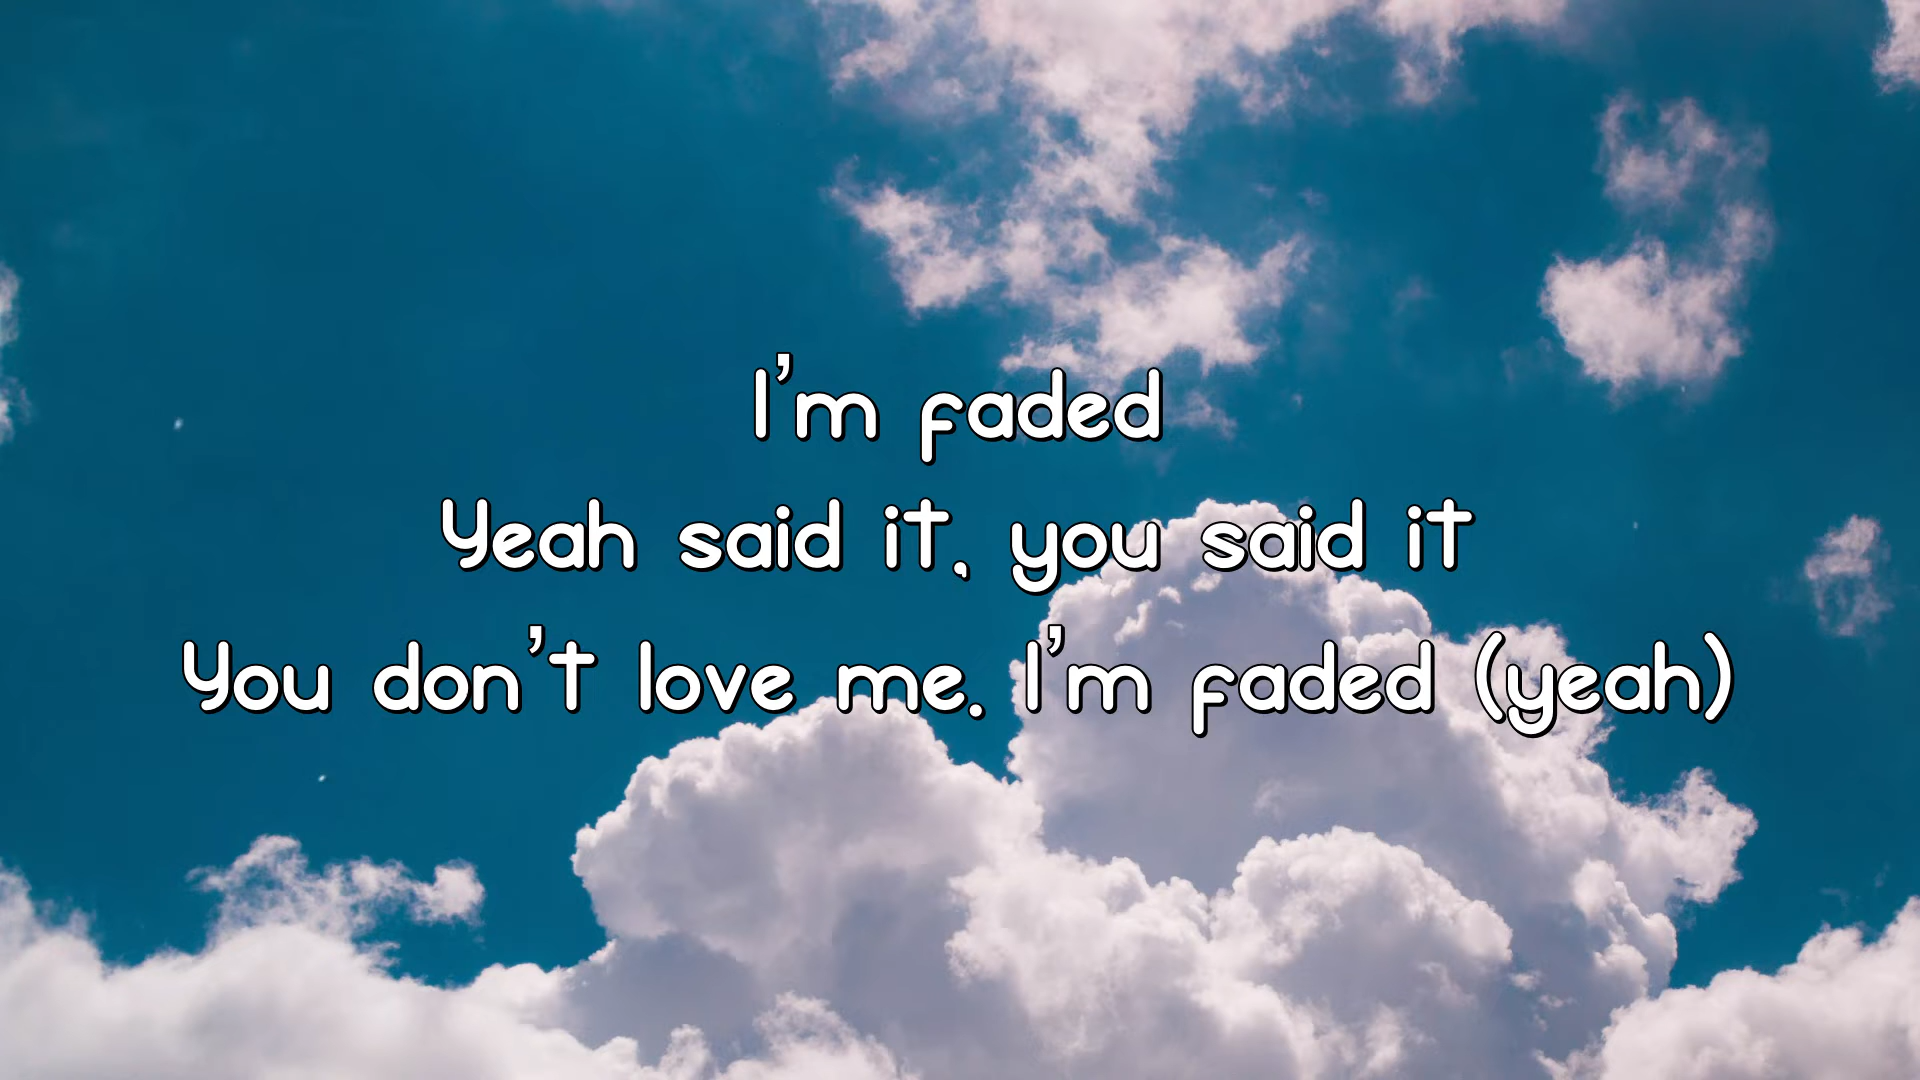 I'm faded
Yeah said it, you said it
You don't love me, I'm faded (yeah)